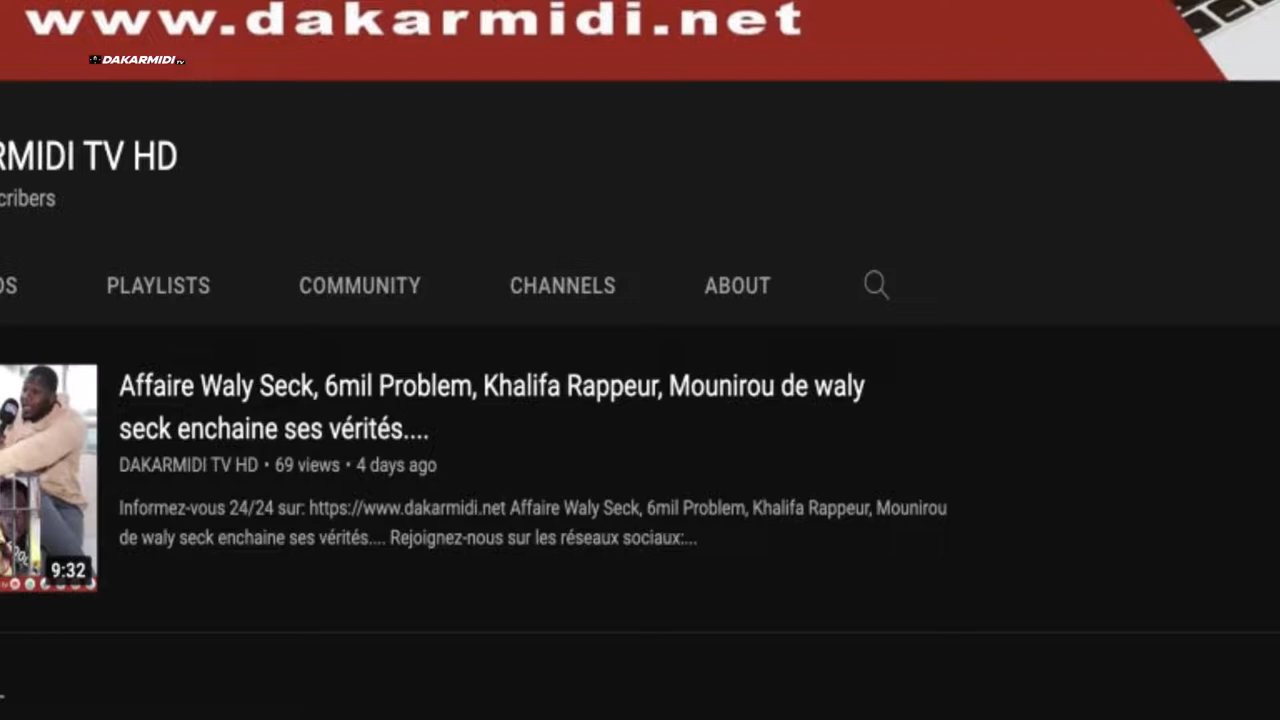 www.dakarmidi.net
DAKARMIDI TV
RMIDI TV HD
cribers
OS
PLAYLISTS
COMMUNITY
CHANNELS
ABOUT
Affaire Waly Seck, 6mil Problem, Khalifa Rappeur, Mounirou de waly
seck enchaine ses vérités....
DAKARMIDI TV HD • 69 views • 4 days ago
Informez-vous 24/24 sur: https://www.dakarmidi.net Affaire Waly Seck, 6mil Problem, Khalifa Rappeur, Mounirou
de waly seck enchaine ses vérités.... Rejoignez-nous sur les réseaux sociaux:...
9:32